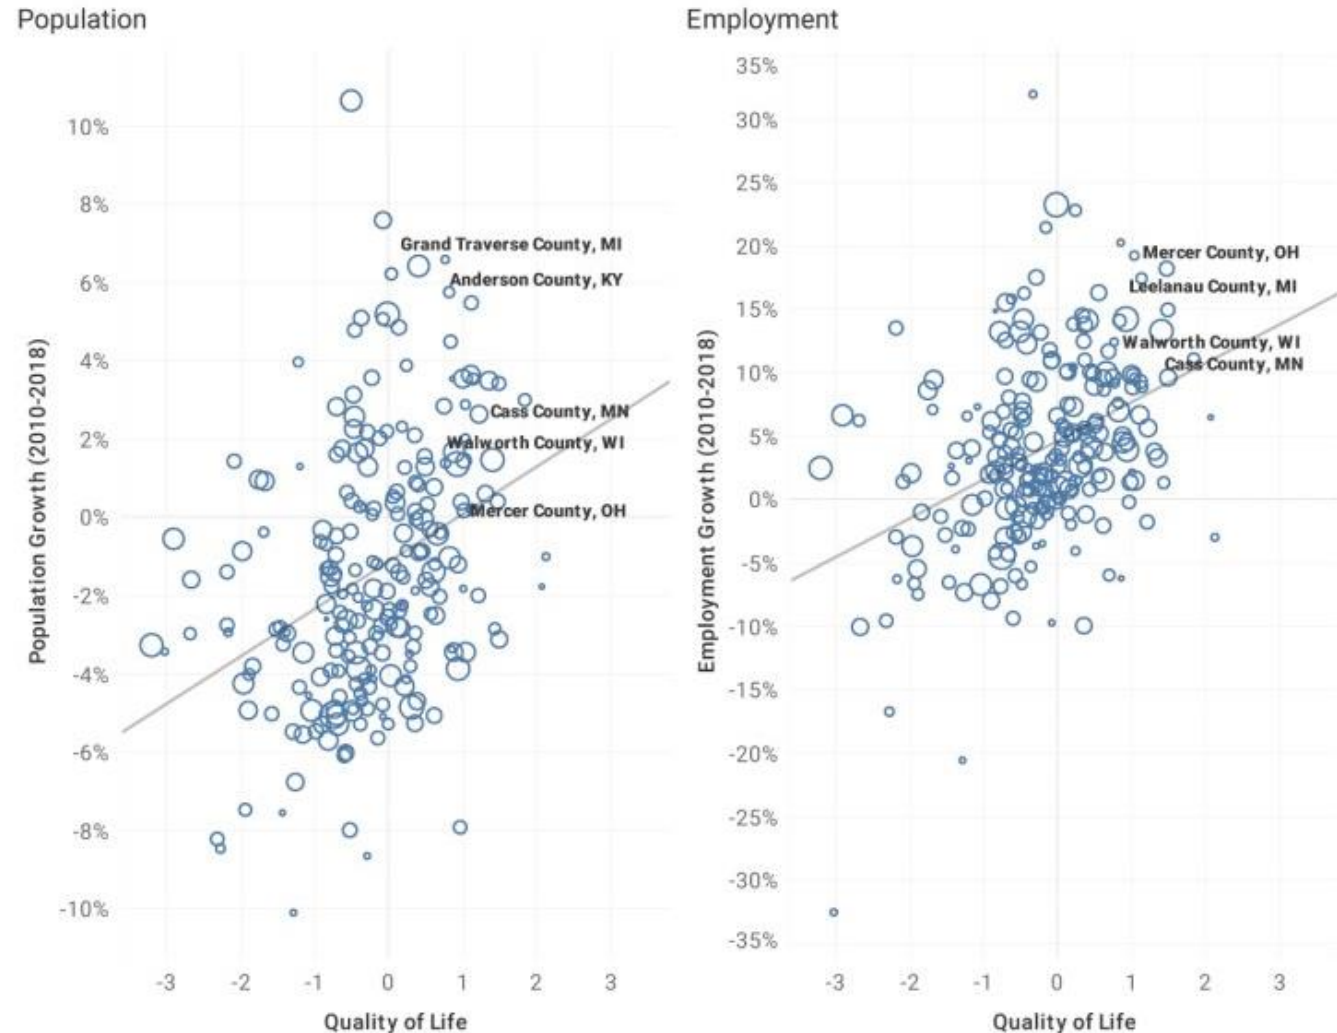 Population
Population Growth (2010-2018)
10%
8%
6%
4%
2%
0%
-2%
-4%
-6%
-8%
-10%
Grand Traverse County, MI
Anderson County, KY
Cass County, MN
Walworth County, WI
Mercer County, OH
-3 -2 -1 0 1 2 3
Quality of Life
Employment
Employment Growth (2010-2018)
35%
30%
25%
20%
15%
10%
5%
0%
-5%
-10%
-15%
-20%
-25%
-30%
-35%
Mercer County, OH
Leelanau County, MI
Walworth County, WI
Cass County, MN
-3 -2 -1 0 1 2 3
Quality of Life